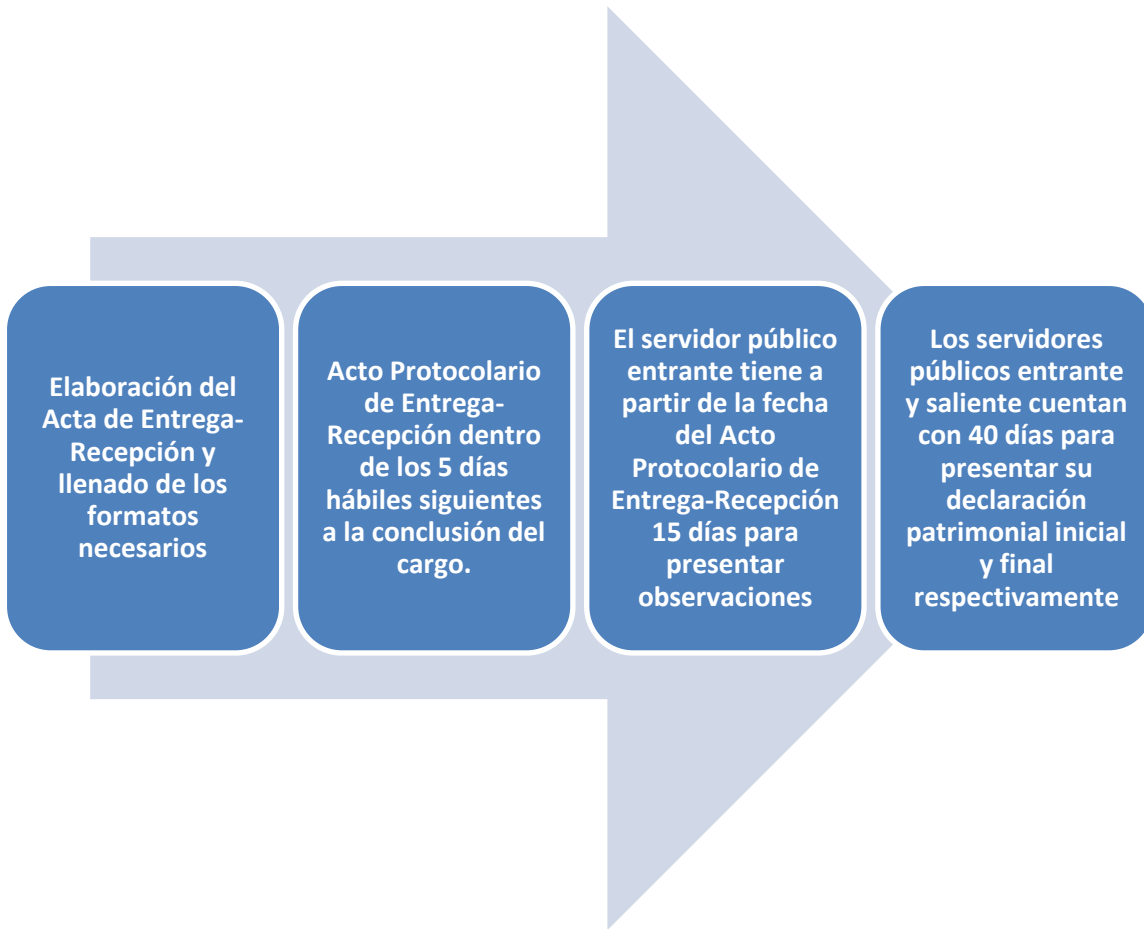 Elaboración del
Acta de Entrega-
Recepción y
llenado de los
formatos
necesarios
Acto Protocolario
de Entrega-
Recepción dentro
de los 5 días
hábiles siguientes
a la conclusión del
cargo.
El servidor público
entrante tiene a
partir de la fecha
del Acto
Protocolario de
Entrega-Recepción
15 días para
presentar
observaciones
Los servidores
públicos entrante
y saliente cuentan
con 40 días para
presentar su
declaración
patrimonial inicial
y final
respectivamente